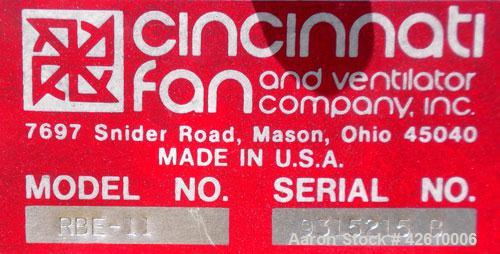 cincinnati
fan and ventilator
company, inc.
7697 Snider Road, Mason, Ohio 45040
MADE IN U.S.A.
MODEL NO. SERIAL NO.
RBE-11 9315215 R
Aaron Stock# 42610006